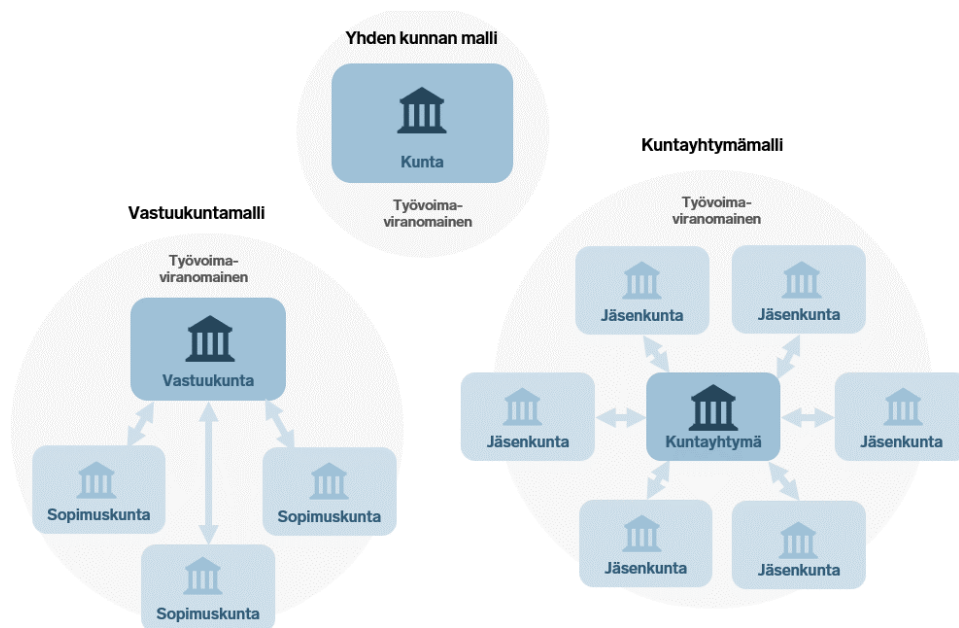 Yhden kunnan malli
Kunta
Työvoima-
viranomainen
Vastuukuntamalli
Työvoima-
viranomainen
Vastuukunta
Sopimuskunta
Sopimuskunta
Sopimuskunta
Kuntayhtymämalli
Työvoima-
viranomainen
Jäsenkunta
Jäsenkunta
Jäsenkunta
Kuntayhtymä
Jäsenkunta
Jäsenkunta
Jäsenkunta